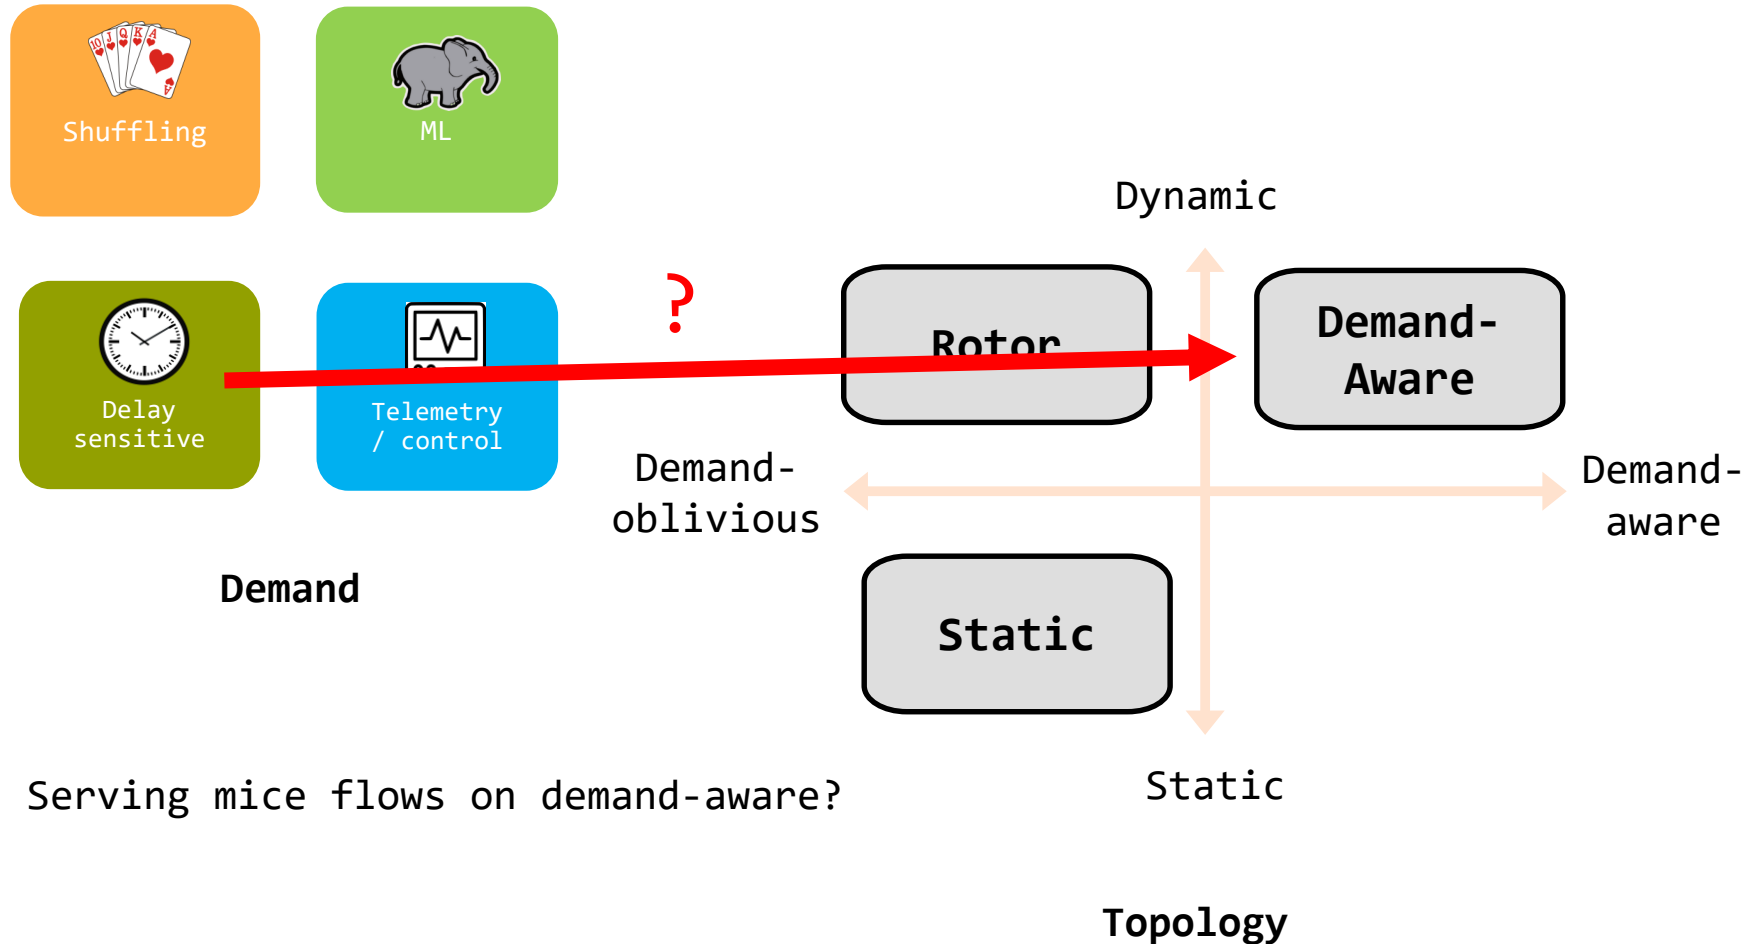 10 J Q K A
A
Shuffling
ML
Delay
sensitive
Telemetry
/ control
?
Demand
Dynamic
Rotor
Demand-
Aware
Demand-
oblivious
Demand-
aware
Static
Static
Serving mice flows on demand-aware?
Topology